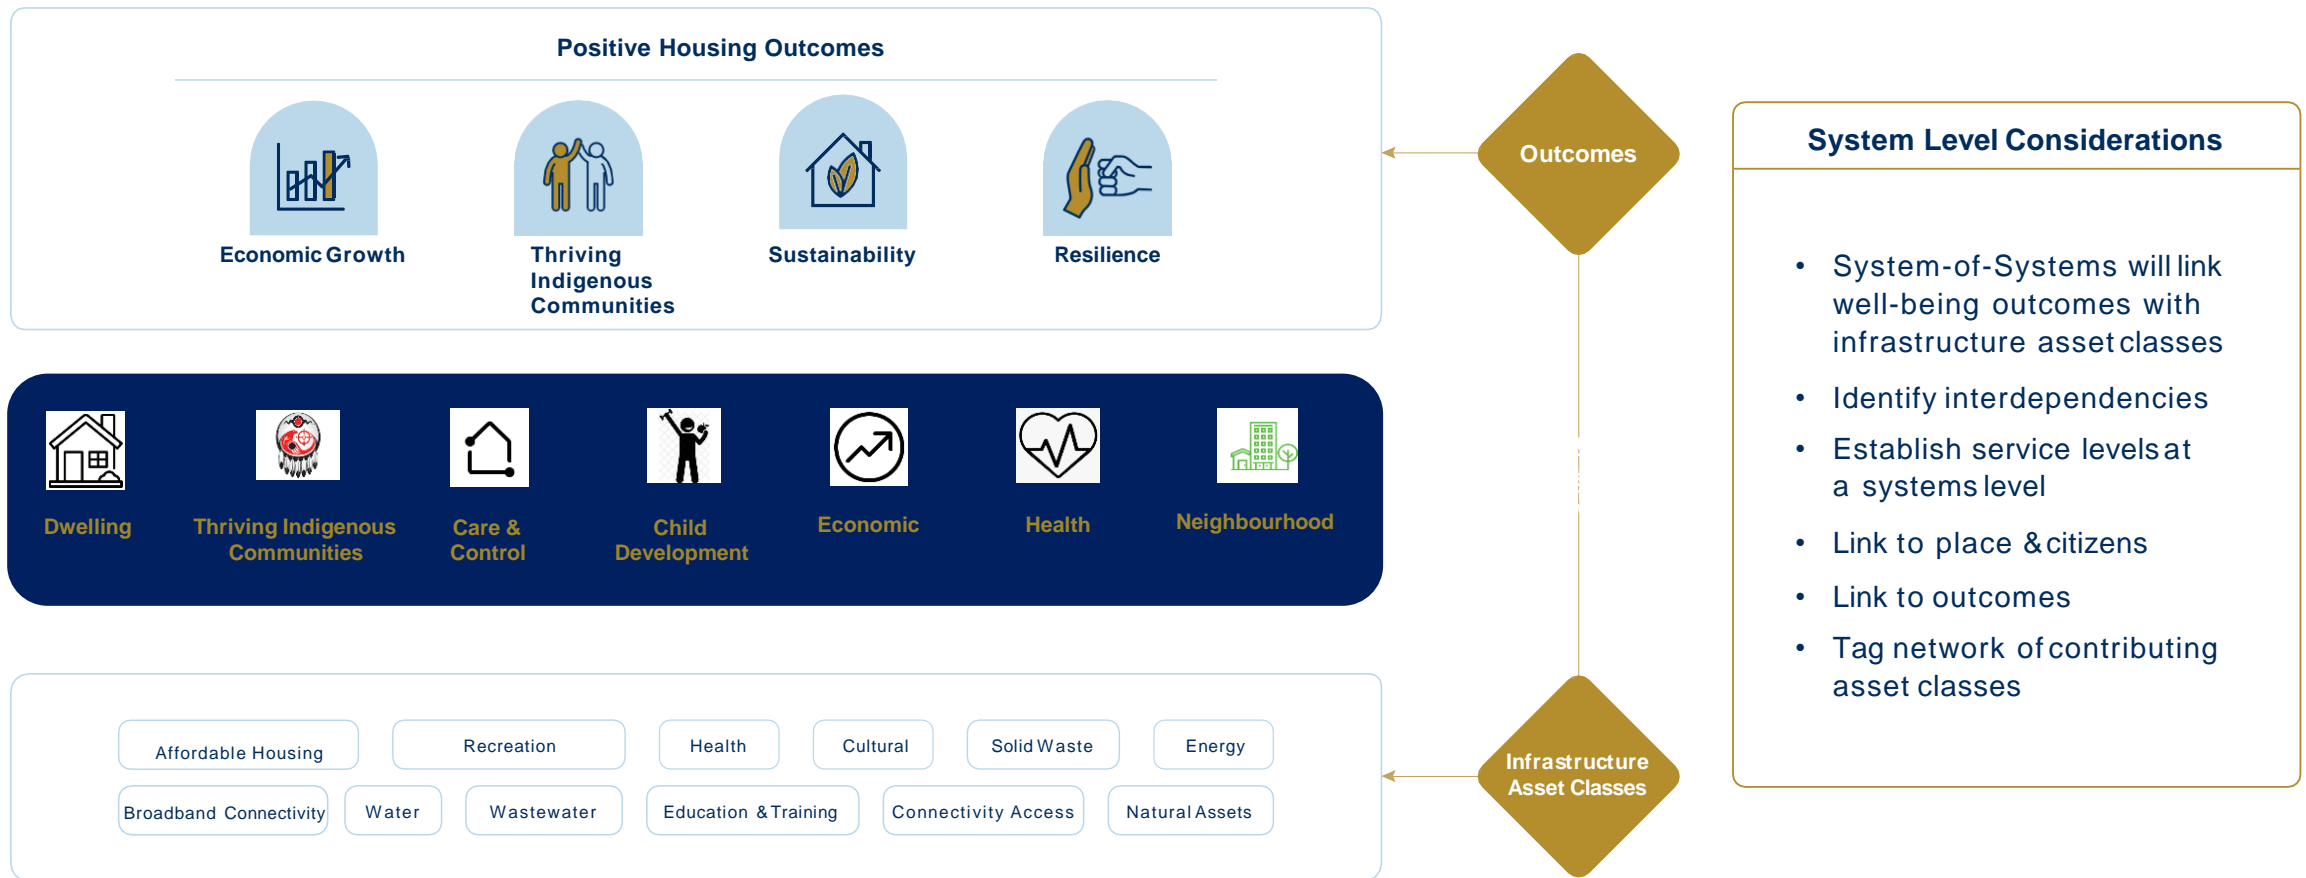 Positive Housing Outcomes
Economic Growth
Thriving
Indigenous
Communities
Sustainability
Resilience
Dwelling
Thriving Indigenous
Communities
Care &
Control
Child
Development
Economic
Health
Neighbourhood
Affordable Housing
Recreation
Health
Cultural
Solid Waste
Energy
Broadband Connectivity
Water
Wastewater
Education & Training
Connectivity Access
Natural Assets
Outcomes
Infrastructure
Asset Classes
System Level Considerations
• System-of-Systems will link
well-being outcomes with
infrastructure asset classes
• Identify interdependencies
• Establish service levels at
a systems level
• Link to place & citizens
• Link to outcomes
• Tag network of contributing
asset classes